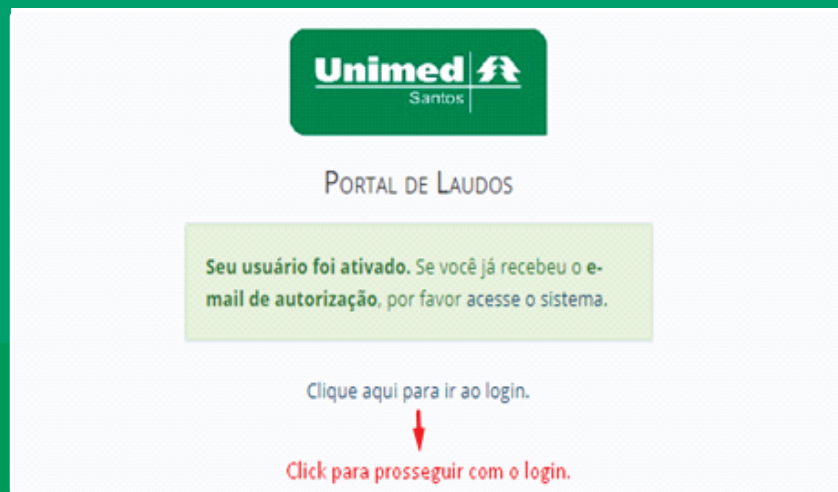 Unimed
Santos
PORTAL DE LAUDOS
Seu usuário foi ativado. Se você já recebeu o e-
mail de autorização, por favor acesse o sistema.
Clique aqui para ir ao login.
Click para prosseguir com o login.